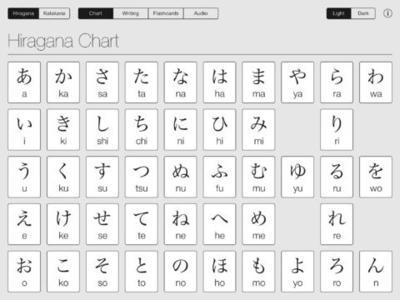 Hiragana Katakana Chart Writing Flashcards Audio Light Dark
Hiragana Chart
あ か さ た な は ま や ら わ
a ka sa ta na ha ma ya ra wa
い き し ち に ひ み り
i ki shi chi ni hi mi ri
う く す つ ぬ ふ む ゆ る を
u ku su tsu nu fu mu yu ru wo
え け せ て ね へ め れ
e ke se te ne he me re
お こ そ と の ほ も よ ろ ん
o ko so to no ho mo yo ro n